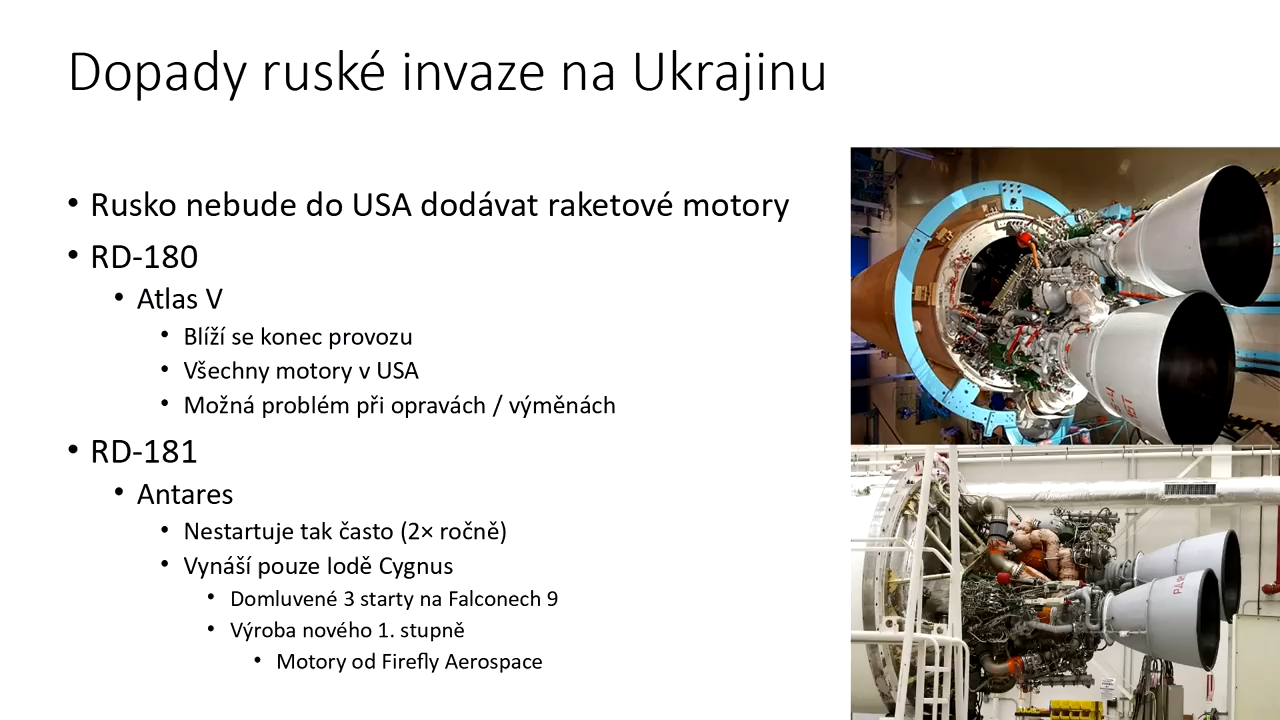 Dopady ruské invaze na Ukrajinu
• Rusko nebude do USA dodávat raketové motory
• RD-180
• Atlas V
• Blíží se konec provozu
• Všechny motory v USA
• Možná problém při opravách / výměnách
• RD-181
• Antares
• Nestartuje tak často (2× ročně)
• Vynáší pouze lodě Cygnus
• Domluvené 3 starty na Falconech 9
• Výroba nového 1. stupně
• Motory od Firefly Aerospace